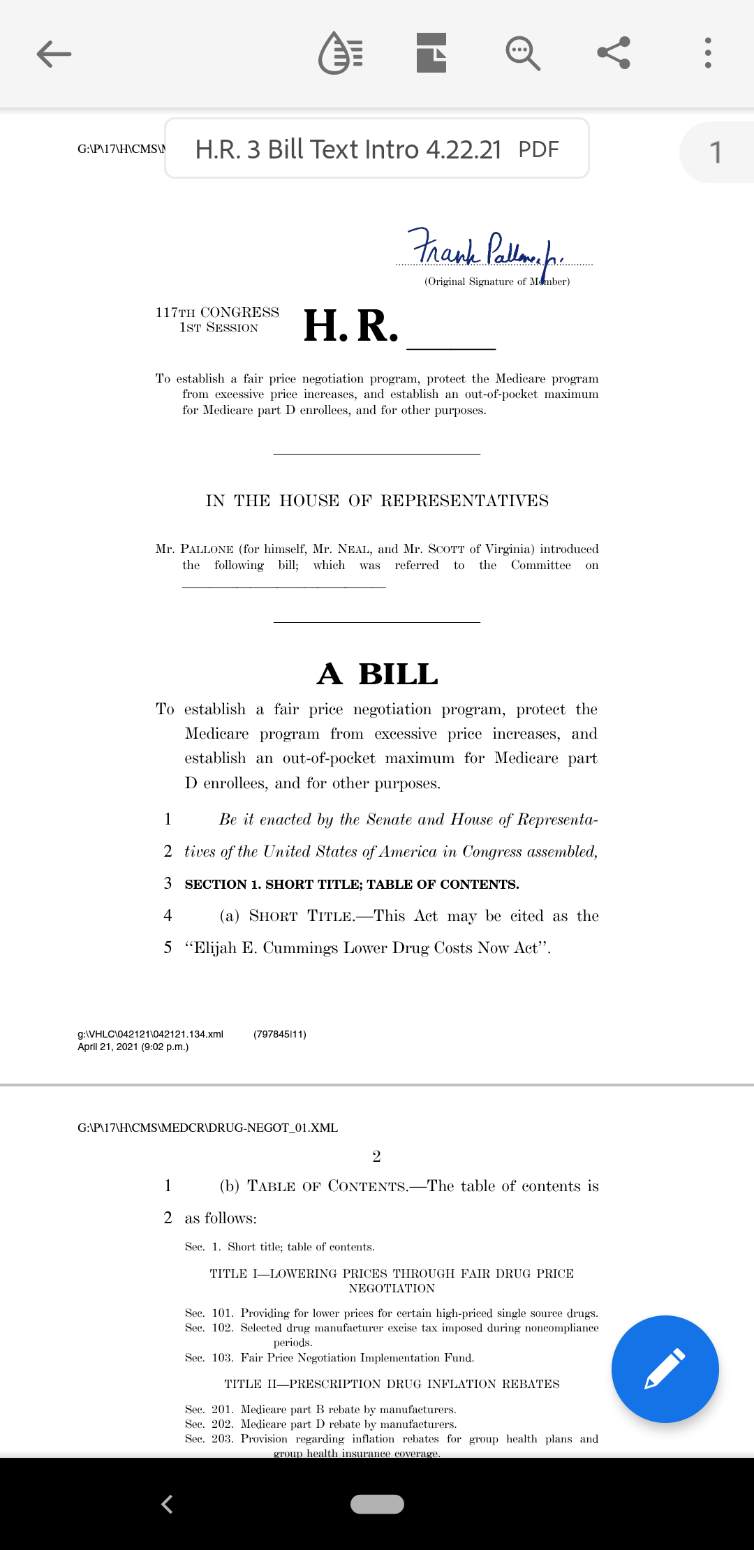 H.R. 3 Bill Text Intro 4.22.21 PDF
1
G:\P\17\H\CMS\
Frank Pallone, Jr.
(Original Signature of Member)
117TH CONGRESS
1ST SESSION
H. R. ______
To establish a fair price negotiation program, protect the Medicare program
from excessive price increases, and establish an out-of-pocket maximum
for Medicare part D enrollees, and for other purposes.
IN THE HOUSE OF REPRESENTATIVES
Mr. PALLONE (for himself, Mr. NEAL, and Mr. SCOTT of Virginia) introduced
the following bill; which was referred to the Committee on
______________________________
A BILL
To establish a fair price negotiation program, protect the
Medicare program from excessive price increases, and
establish an out-of-pocket maximum for Medicare part
D enrollees, and for other purposes.
1 Be it enacted by the Senate and House of Representa-
2 tives of the United States of America in Congress assembled,
3 SECTION 1. SHORT TITLE; TABLE OF CONTENTS.
4 (a) SHORT TITLE.—This Act may be cited as the
5 ‘‘Elijah E. Cummings Lower Drug Costs Now Act’’.
g:\VHLC\042121\042121.134.xml (797845|11)
April 21, 2021 (9:02 p.m.)
G:\P\17\H\CMS\MEDCR\DRUG-NEGOT_01.XML
2
1 (b) TABLE OF CONTENTS.—The table of contents is
2 as follows:
Sec. 1. Short title; table of contents.
TITLE I—LOWERING PRICES THROUGH FAIR DRUG PRICE
NEGOTIATION
Sec. 101. Providing for lower prices for certain high-priced single source drugs.
Sec. 102. Selected drug manufacturer excise tax imposed during noncompliance
periods.
Sec. 103. Fair Price Negotiation Implementation Fund.
TITLE II—PRESCRIPTION DRUG INFLATION REBATES
Sec. 201. Medicare part B rebate by manufacturers.
Sec. 202. Medicare part D rebate by manufacturers.
Sec. 203. Provision regarding inflation rebates for group health plans and
group health insurance coverage.